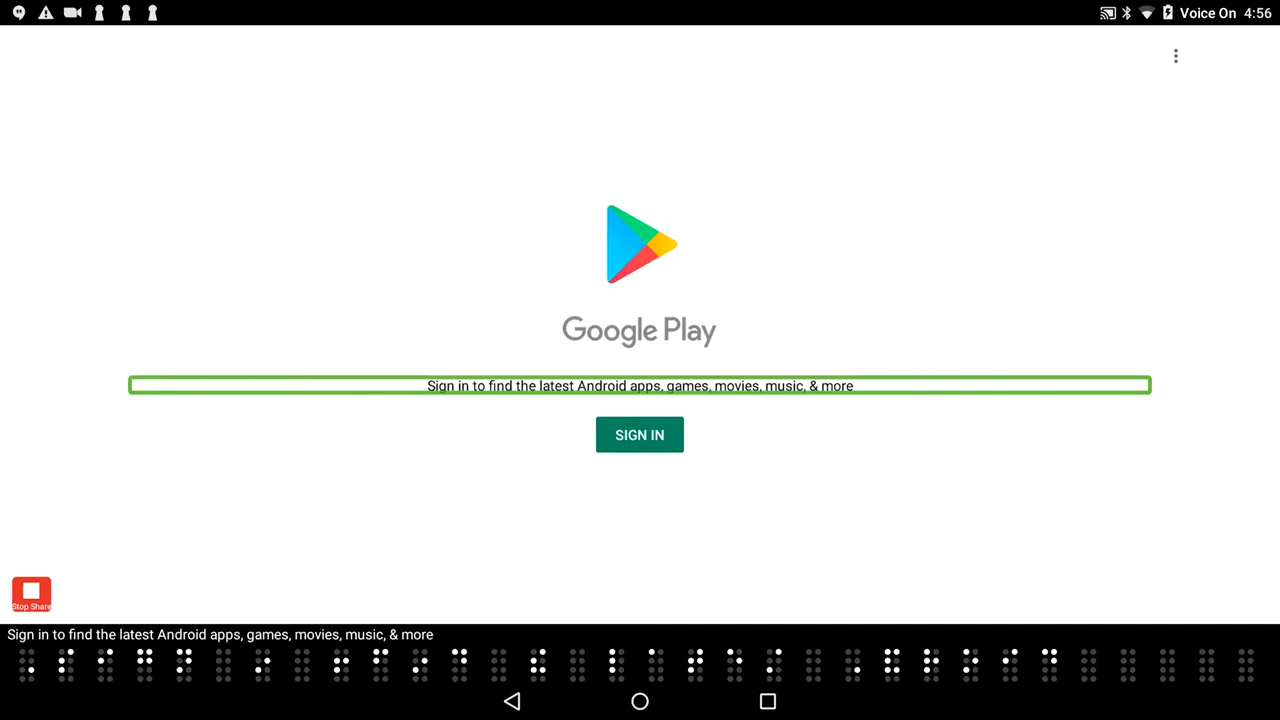 Voice On 4:56
Google Play
Sign in to find the latest Android apps, games, movies, music, & more
SIGN IN
Stop Share
Sign in to find the latest Android apps, games, movies, music, & more